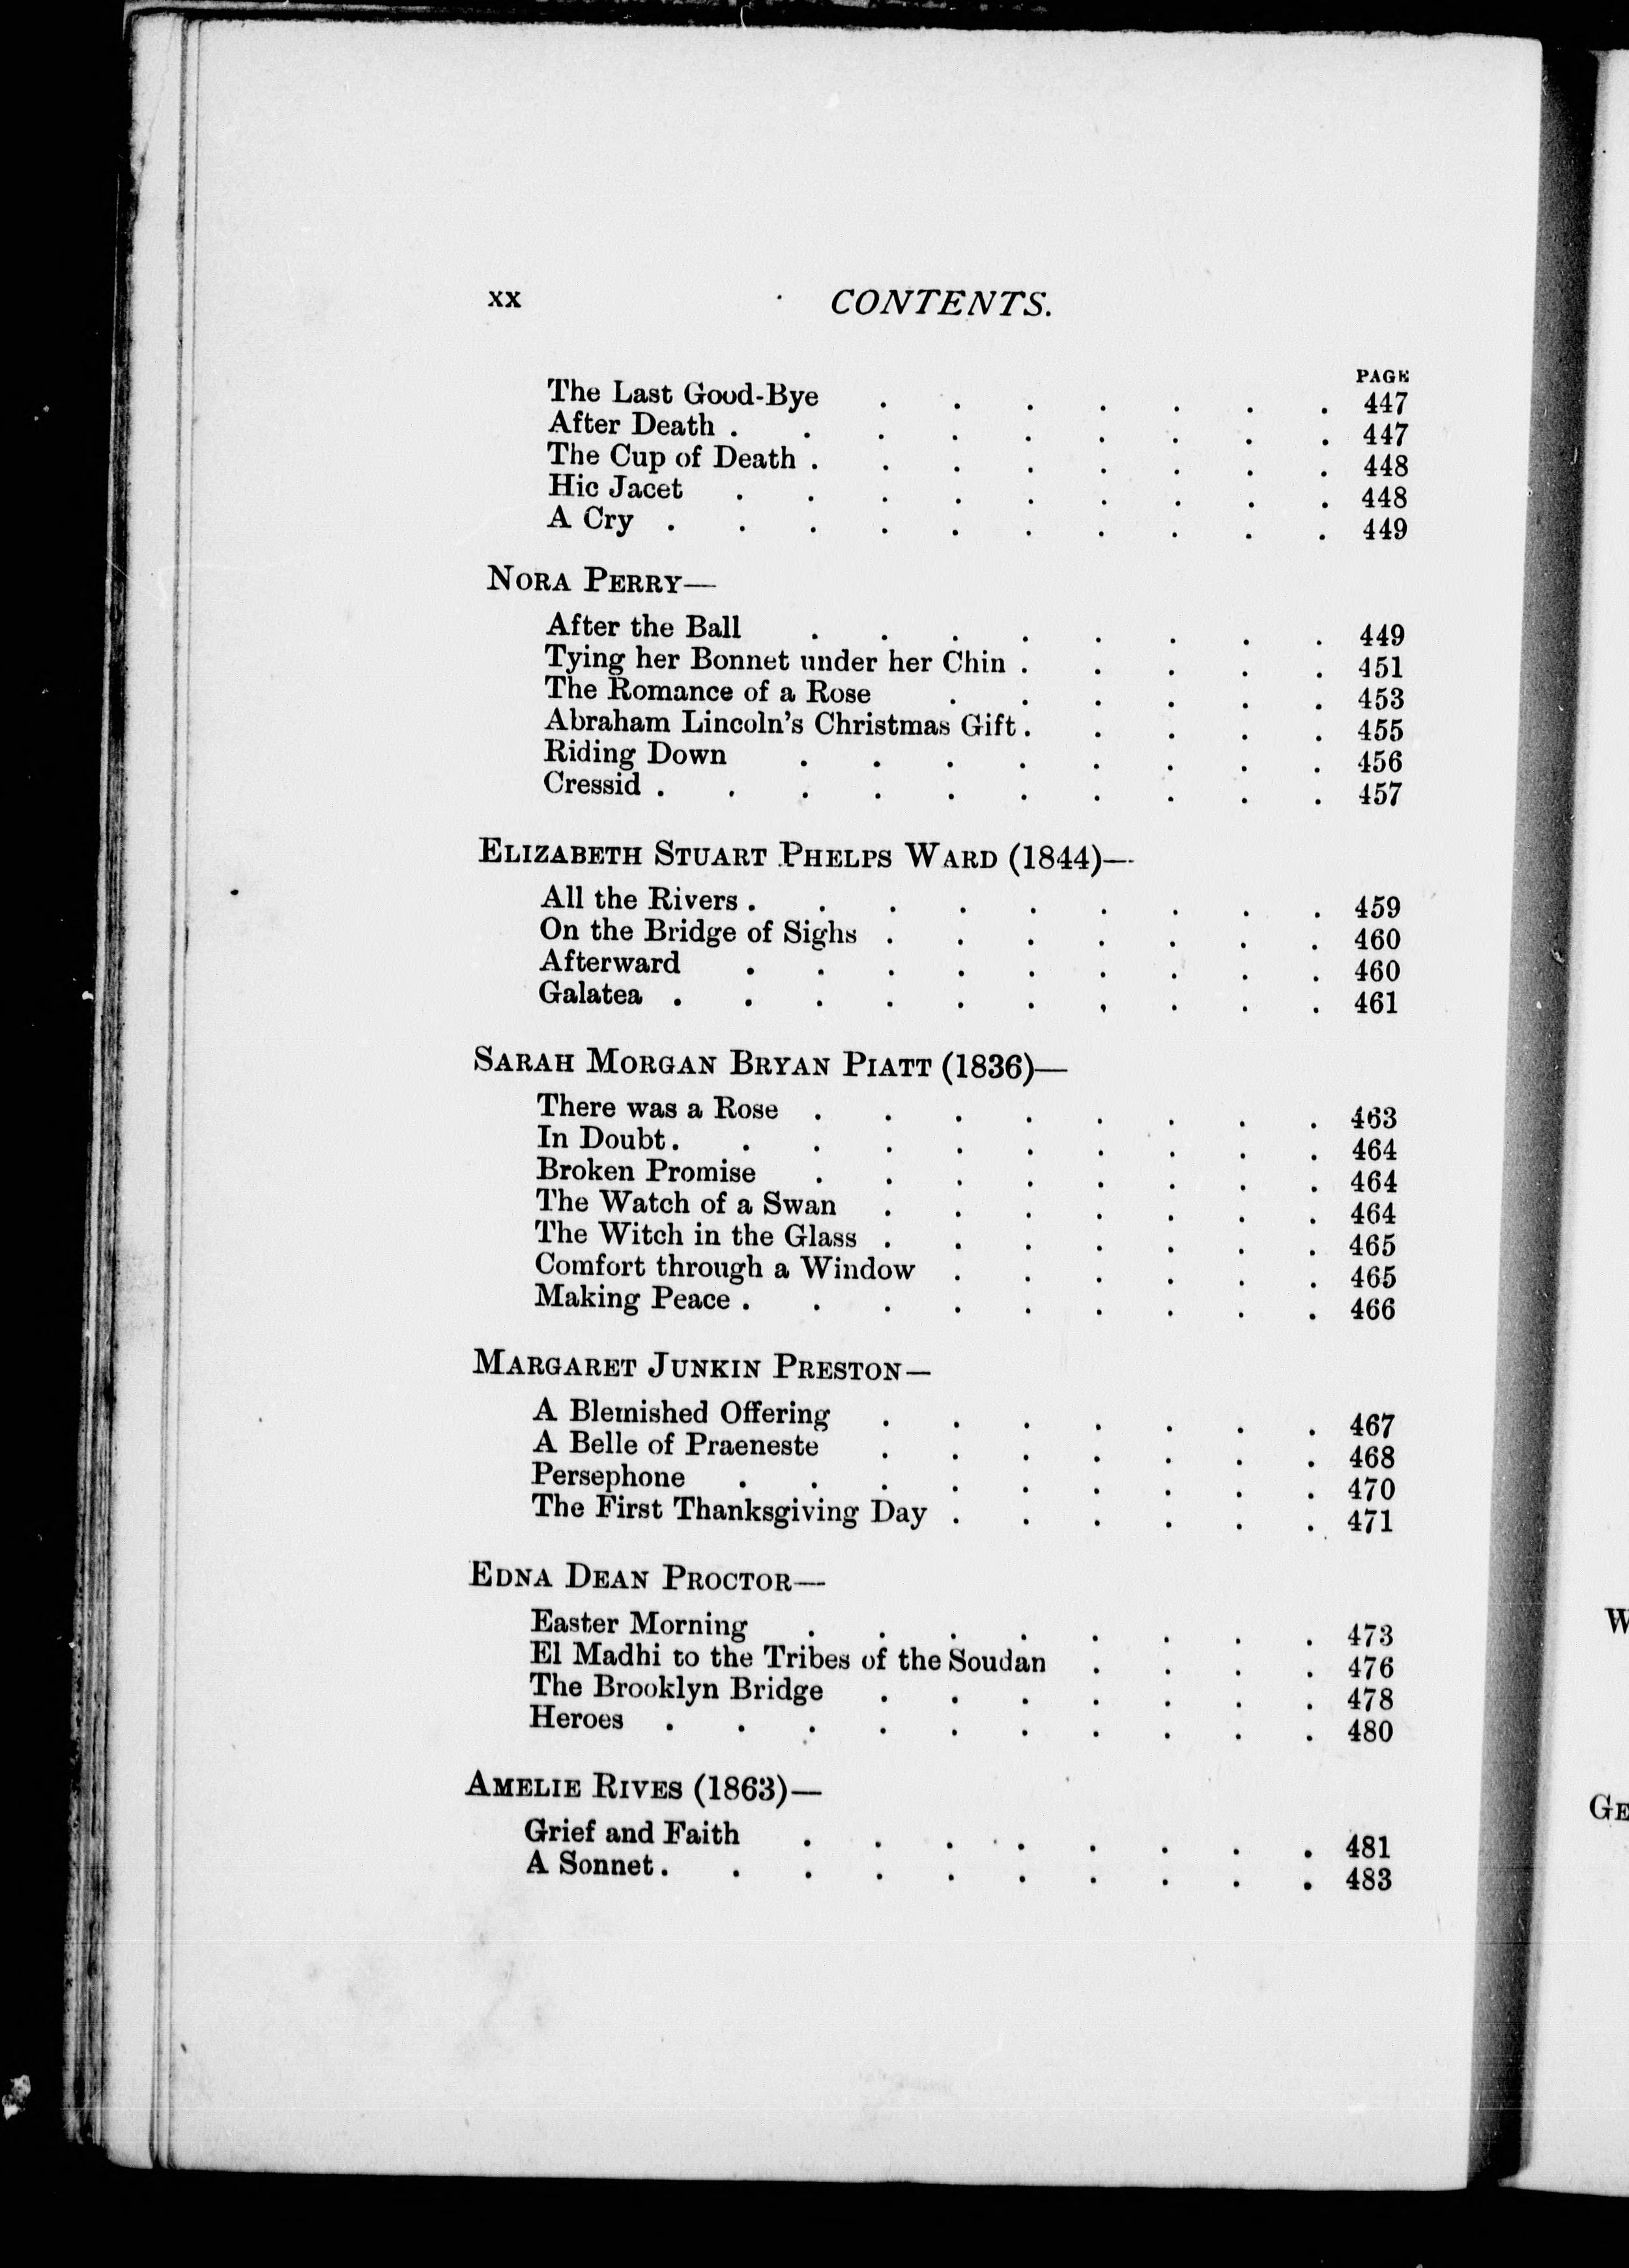 xx CONTENTS.
PAGE
The Last Good-Bye . . . . . . . 447
After Death . . . . . . . . . 447
The Cup of Death . . . . . . . . 448
Hic Jacet . . . . . . . . . 448
A Cry . . . . . . . . . . 449
NORA PERRY—
After the Ball . . . . . . . . 449
Tying her Bonnet under her Chin . . . . . 451
The Romance of a Rose . . . . . . 453
Abraham Lincoln's Christmas Gift . . . . . 455
Riding Down . . . . . . . . 456
Cressid . . . . . . . . . . 457
ELIZABETH STUART PHELPS WARD (1844)—
All the Rivers . . . . . . . . . 459
On the Bridge of Sighs . . . . . . . 460
Afterward . . . . . . . . . 460
Galatea . . . . . . . . . . 461
SARAH MORGAN BRYAN PIATT (1836)—
There was a Rose . . . . . . . . 463
In Doubt . . . . . . . . . . 464
Broken Promise . . . . . . . . 464
The Watch of a Swan . . . . . . . 464
The Witch in the Glass . . . . . . . 465
Comfort through a Window . . . . . . 465
Making Peace . . . . . . . . . 466
MARGARET JUNKIN PRESTON—
A Blemished Offering . . . . . . . 467
A Belle of Praeneste . . . . . . . 468
Persephone . . . . . . . . . 470
The First Thanksgiving Day . . . . . . 471
EDNA DEAN PROCTOR—
Easter Morning . . . . . . . . 473
El Madhi to the Tribes of the Soudan . . . . 476
The Brooklyn Bridge . . . . . . . 478
Heroes . . . . . . . . . . 480
AMELIE RIVES (1863)—
Grief and Faith . . . . . . . . 481
A Sonnet . . . . . . . . . . 483
W
GE